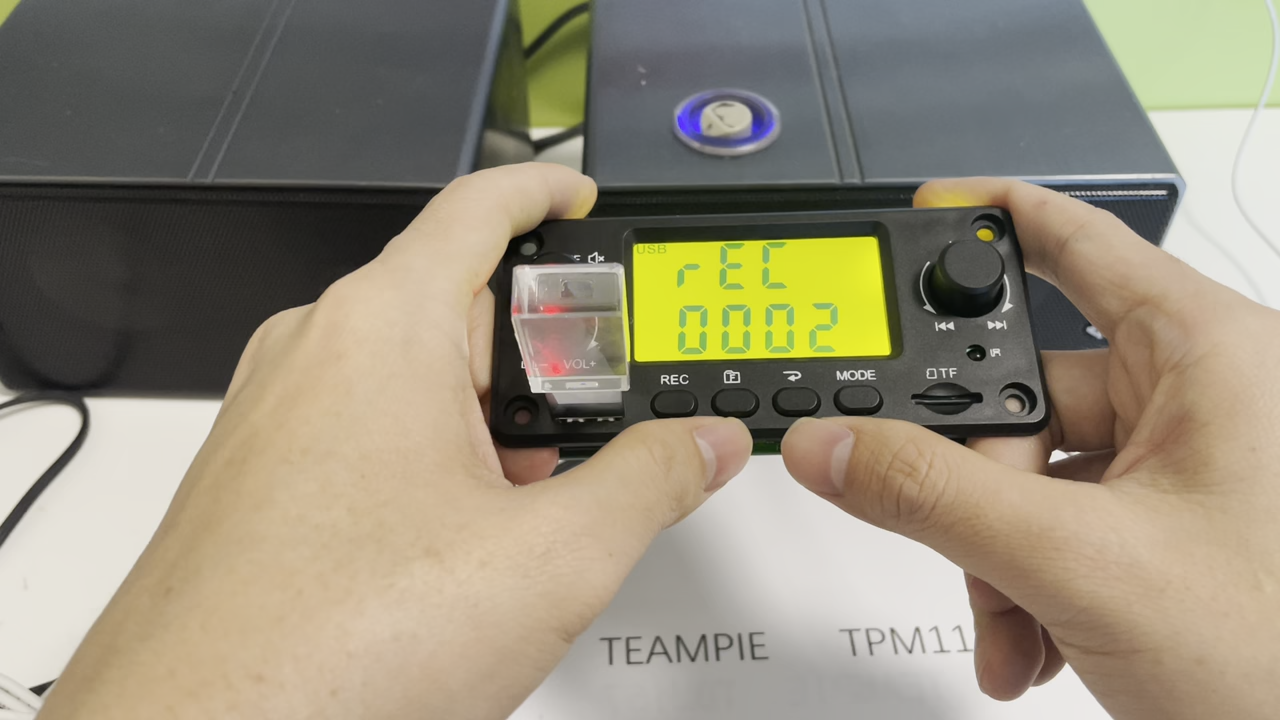 USB
rEC
0002
VOL+
REC
MODE
IR
TF
TEAMPIE TPM11